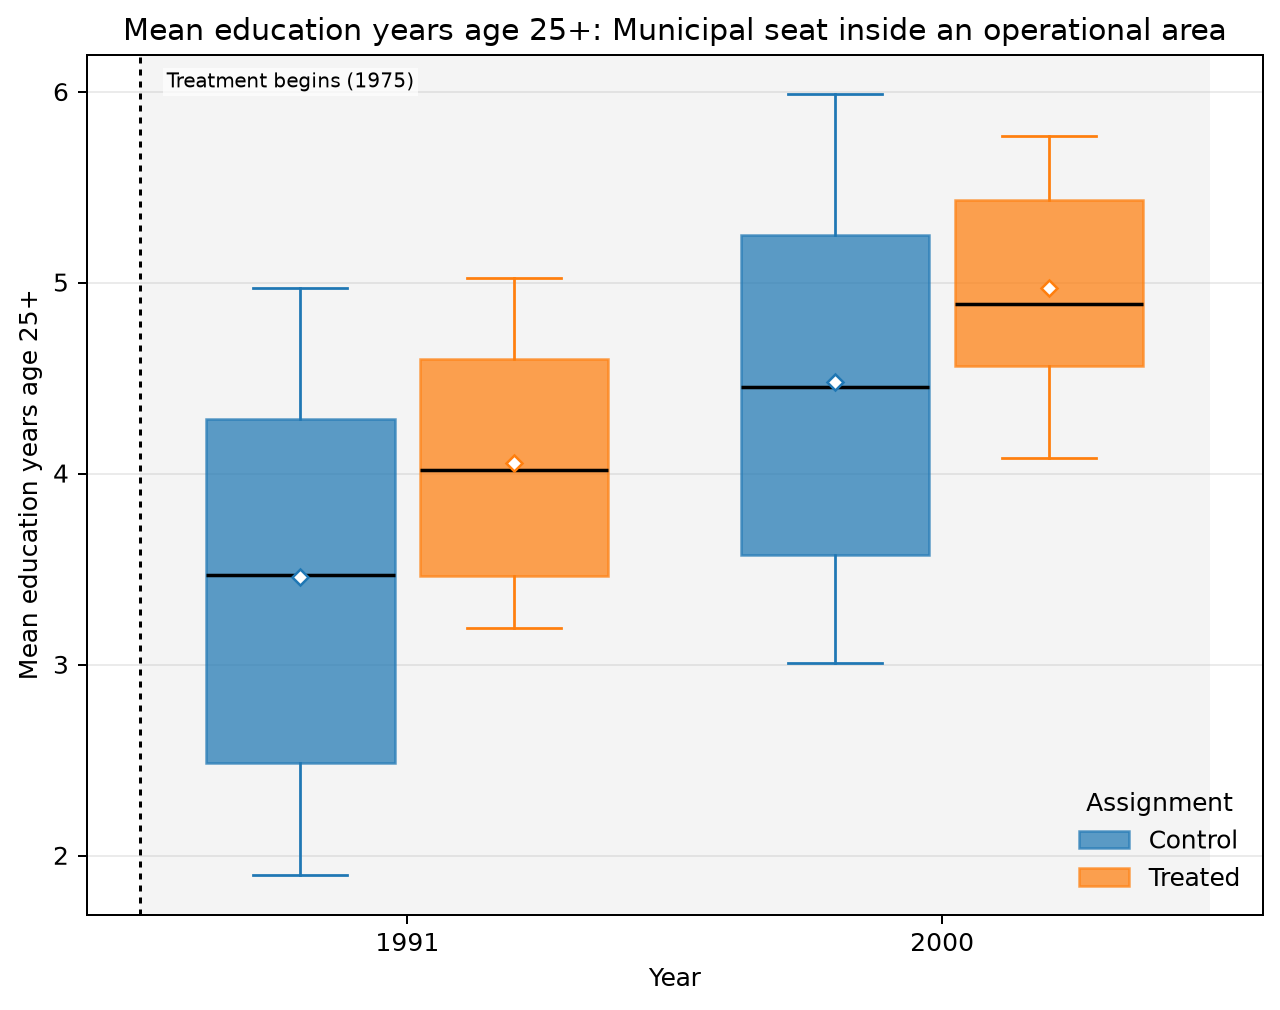 Mean education years age 25+: Municipal seat inside an operational area
Treatment begins (1975)
Mean education years age 25+
6
5
4
3
2
1991
2000
Year
Assignment
Control
Treated